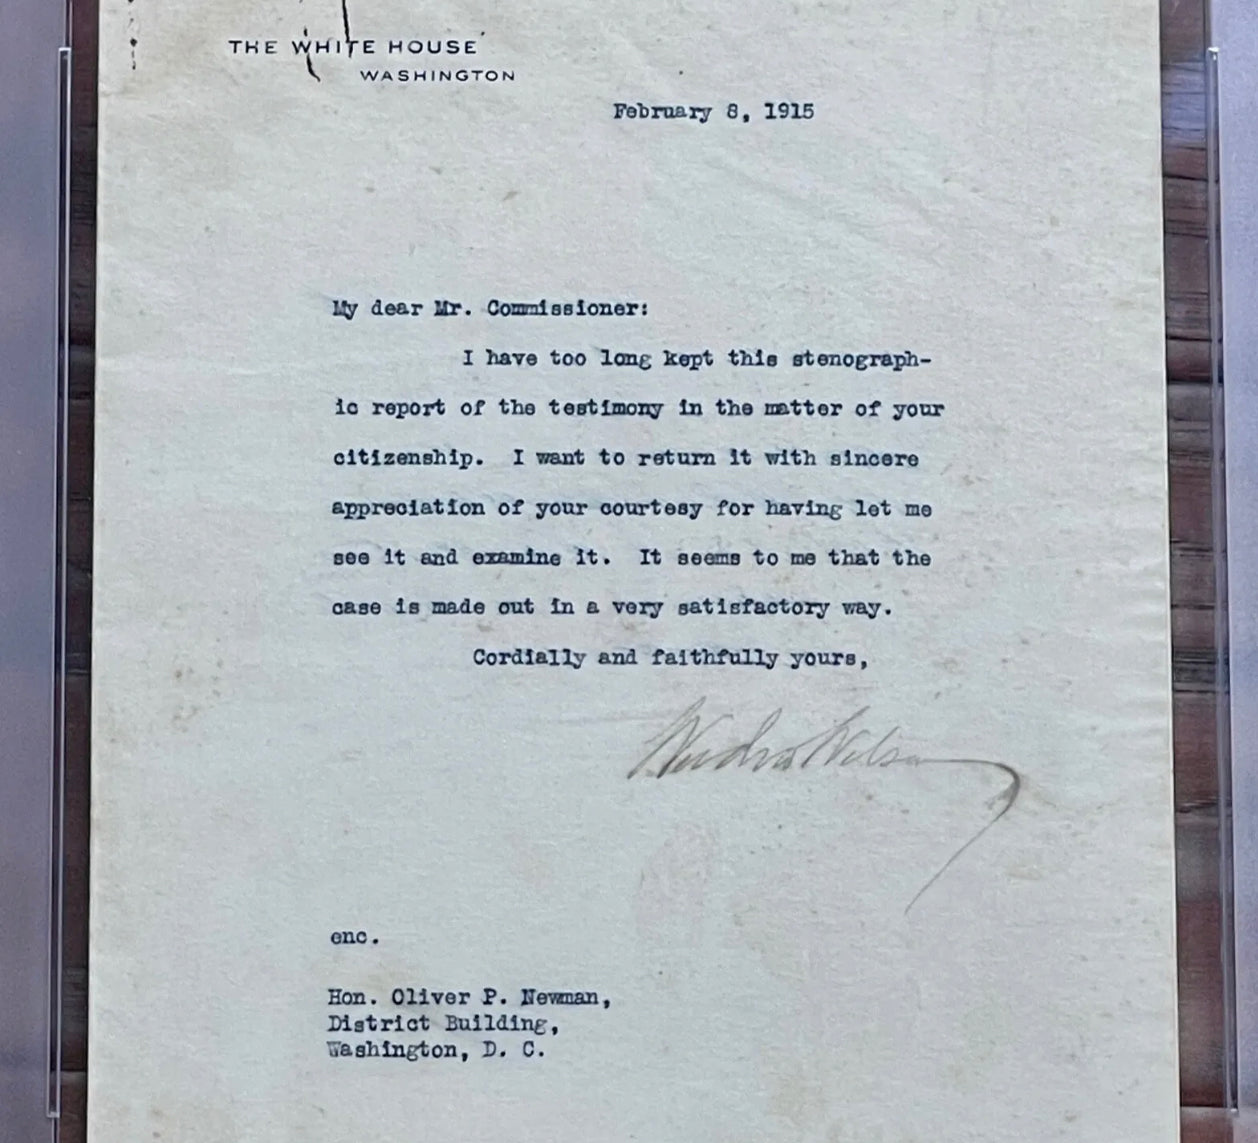 THE WHITE HOUSE
WASHINGTON
February 8, 1915
My dear Mr. Commissioner:
I have too long kept this stenograph-
ic report of the testimony in the matter of your
citizenship. I want to return it with sincere
appreciation of your courtesy for having let me
see it and examine it. It seems to me that the
case is made out in a very satisfactory way.
Cordially and faithfully yours,
Woodrow Wilson
enc.
Hon. Oliver P. Newman,
District Building,
Washington, D. C.